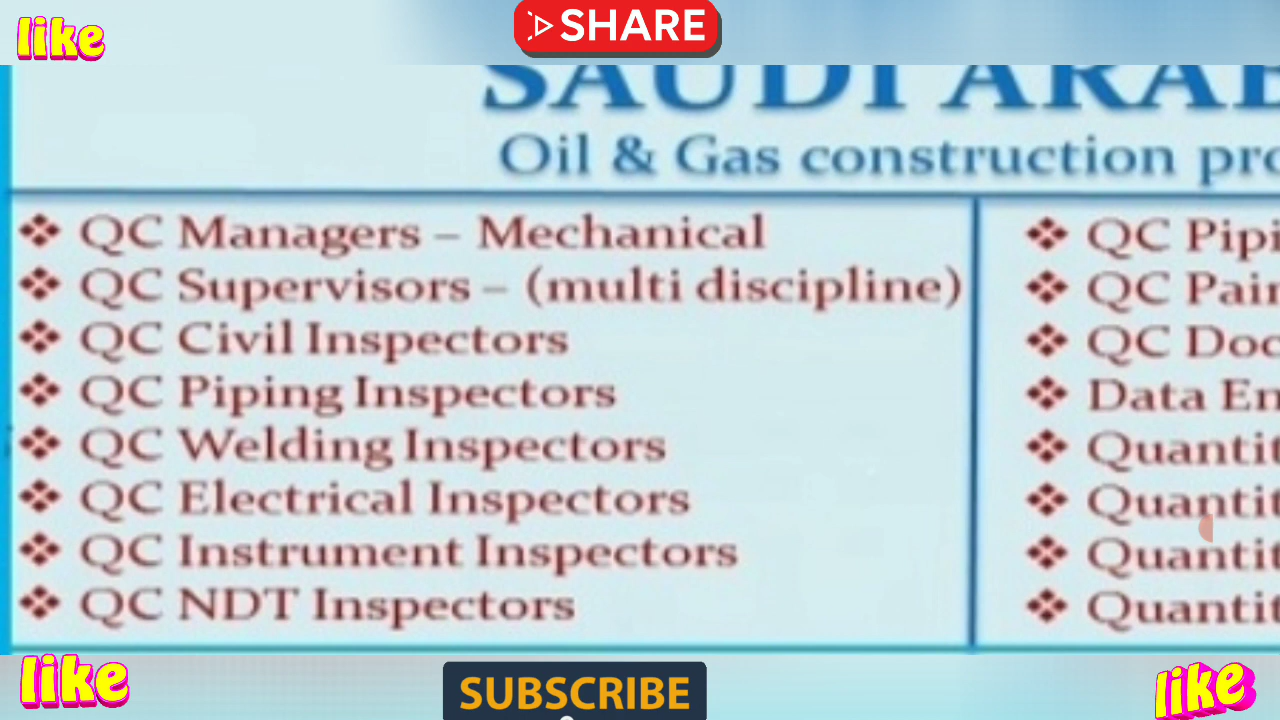 like
SHARE
SAUDI ARAB
Oil & Gas construction pro
❖ QC Managers – Mechanical
❖ QC Supervisors – (multi discipline)
❖ QC Civil Inspectors
❖ QC Piping Inspectors
❖ QC Welding Inspectors
❖ QC Electrical Inspectors
❖ QC Instrument Inspectors
❖ QC NDT Inspectors
❖ QC Pipi
❖ QC Pain
❖ QC Doc
❖ Data En
❖ Quantit
❖ Quantit
❖ Quantit
❖ Quantit
like
SUBSCRIBE
like